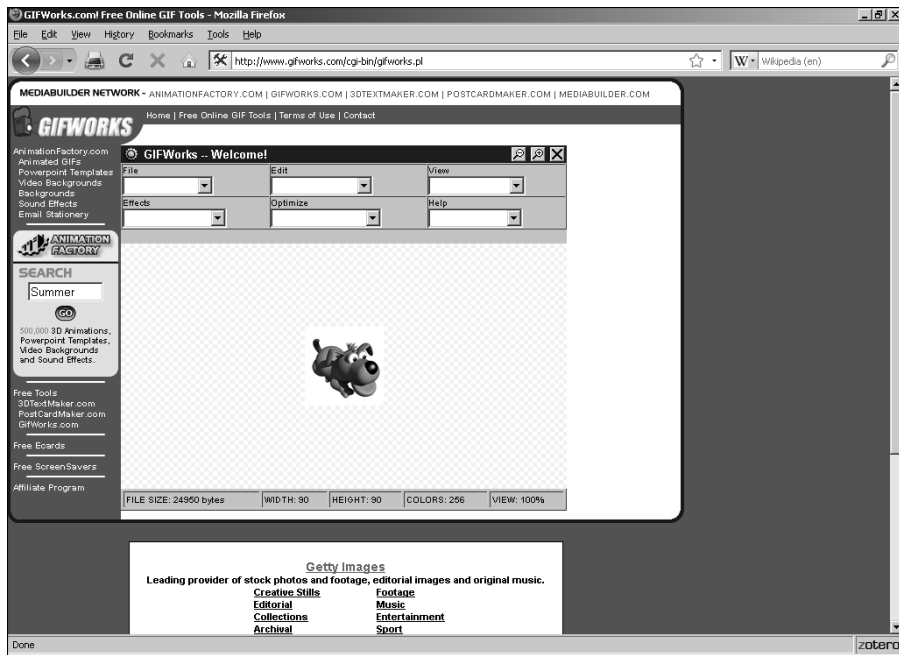 GIFWorks.com! Free Online GIF Tools - Mozilla Firefox
File Edit View History Bookmarks Tools Help
http://www.gifworks.com/cgi-bin/gifworks.pl
W
Wikipedia (en)
MEDIABUILDER NETWORK - ANIMATIONFACTORY.COM | GIFWORKS.COM | 3DTEXTMAKER.COM | POSTCARDMAKER.COM | MEDIABUILDER.COM
GIFWORKS
Home | Free Online GIF Tools | Terms of Use | Contact
AnimationFactory.com
Animated GIFs
Powerpoint Templates
Video Backgrounds
Backgrounds
Sound Effects
Email Stationery
ANIMATION
FACTORY
SEARCH
Summer
GO
500,000 3D Animations,
Powerpoint Templates,
Video Backgrounds
and Sound Effects.
Free Tools
3DTextMaker.com
PostCardMaker.com
GifWorks.com
Free Ecards
Free ScreenSavers
Affiliate Program
GIFWorks -- Welcome!
File Edit View
Effects Optimize Help
FILE SIZE: 24950 bytes WIDTH: 90 HEIGHT: 90 COLORS: 256 VIEW: 100%
Getty Images
Leading provider of stock photos and footage, editorial images and original music.
Creative Stills Footage
Editorial Music
Collections Entertainment
Archival Sport
Done
zotero